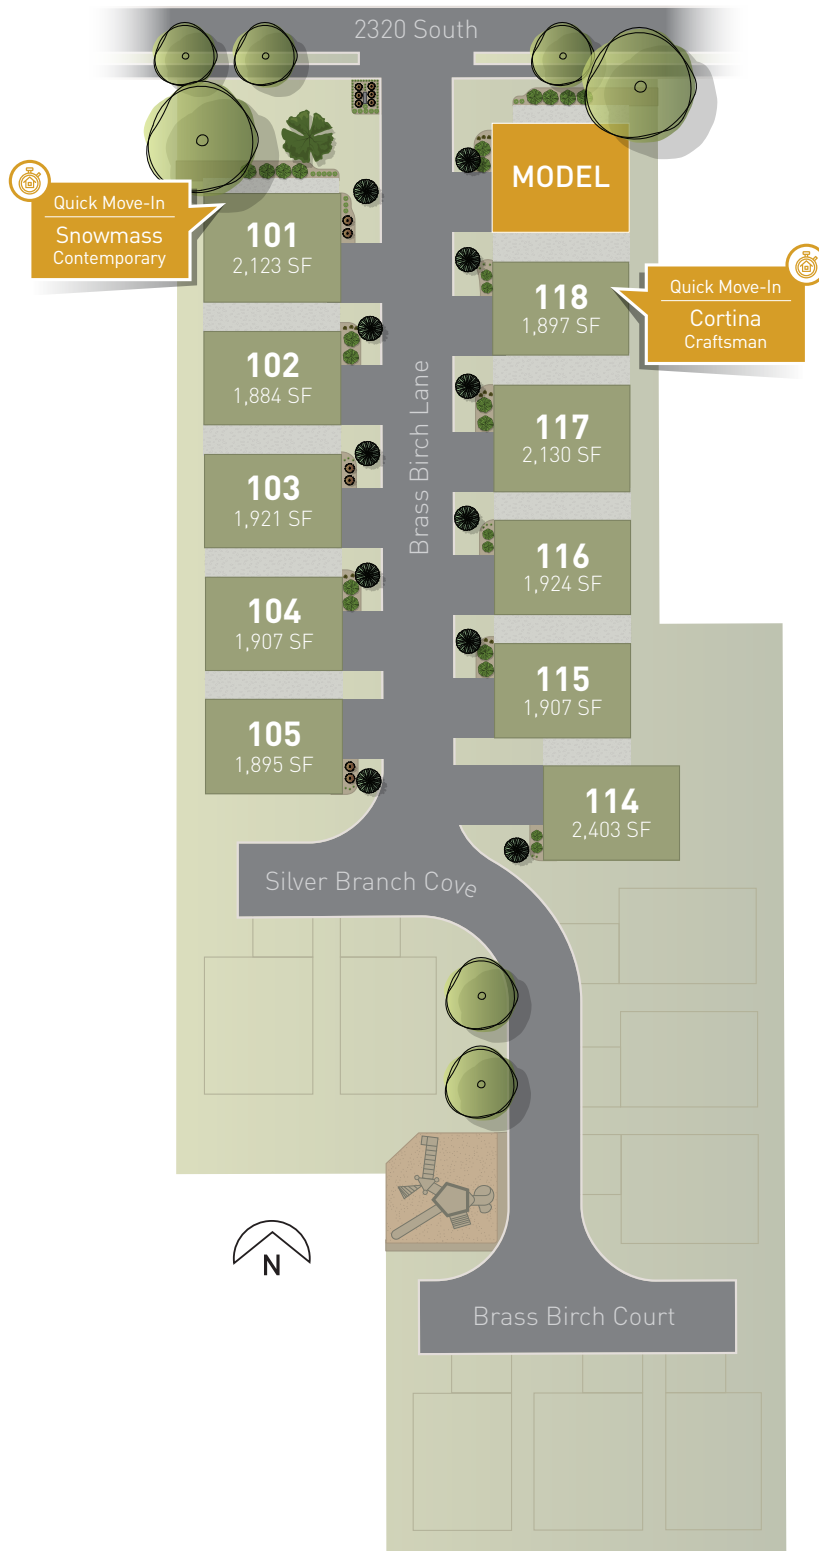 2320 South
MODEL
Quick Move-In
Snowmass
Contemporary
101
2,123 SF
Quick Move-In
Cortina
Craftsman
118
1,897 SF
102
1,884 SF
117
2,130 SF
Brass Birch Lane
103
1,921 SF
116
1,924 SF
104
1,907 SF
115
1,907 SF
105
1,895 SF
114
2,403 SF
Silver Branch Cove
N
Brass Birch Court